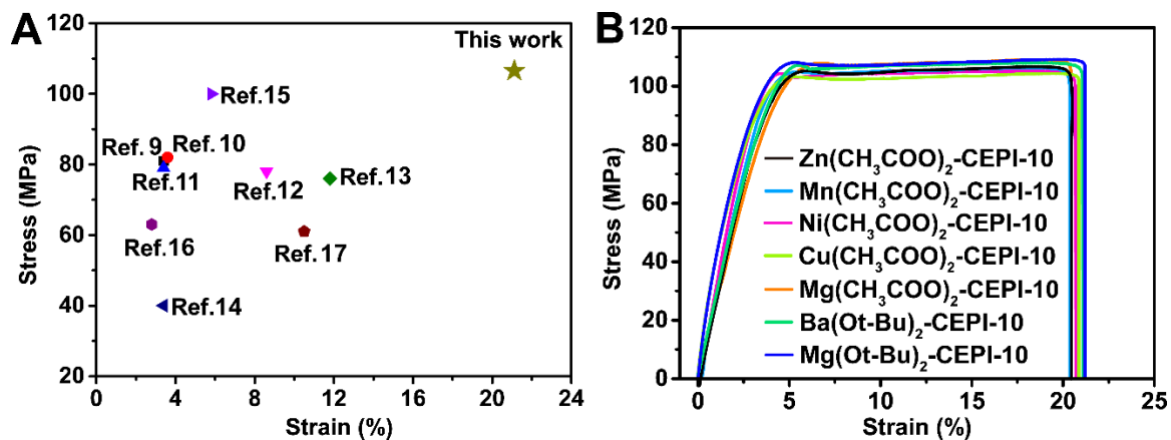 A
120
100
80
60
40
20
Stress (MPa)
This work
Ref.15
Ref. 9
Ref. 10
Ref.11
Ref.12
Ref.13
Ref.16
Ref.17
Ref.14
0
4
8
12
16
20
24
Strain (%)
B
120
100
80
60
40
20
0
Stress (MPa)
Zn(CH₃COO)₂-CEPI-10
Mn(CH₃COO)₂-CEPI-10
Ni(CH₃COO)₂-CEPI-10
Cu(CH₃COO)₂-CEPI-10
Mg(CH₃COO)₂-CEPI-10
Ba(Ot-Bu)₂-CEPI-10
Mg(Ot-Bu)₂-CEPI-10
0
5
10
15
20
25
Strain (%)